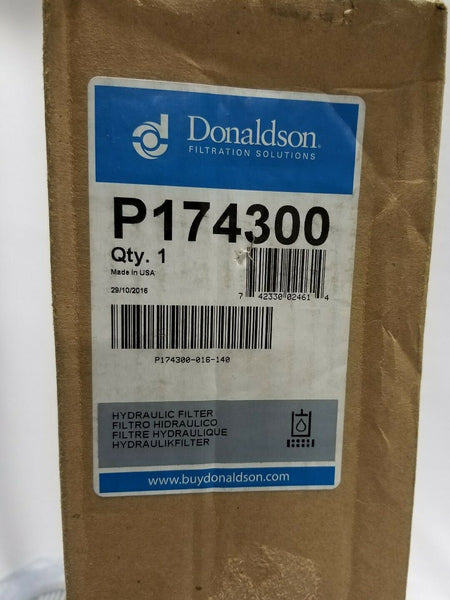 Donaldson®
FILTRATION SOLUTIONS
P174300
Qty. 1
Made in USA
29/10/2016
7 42330 02461 4
P174300-016-140
HYDRAULIC FILTER
FILTRO HIDRAULICO
FILTRE HYDRAULIQUE
HYDRAULIKFILTER
www.buydonaldson.com